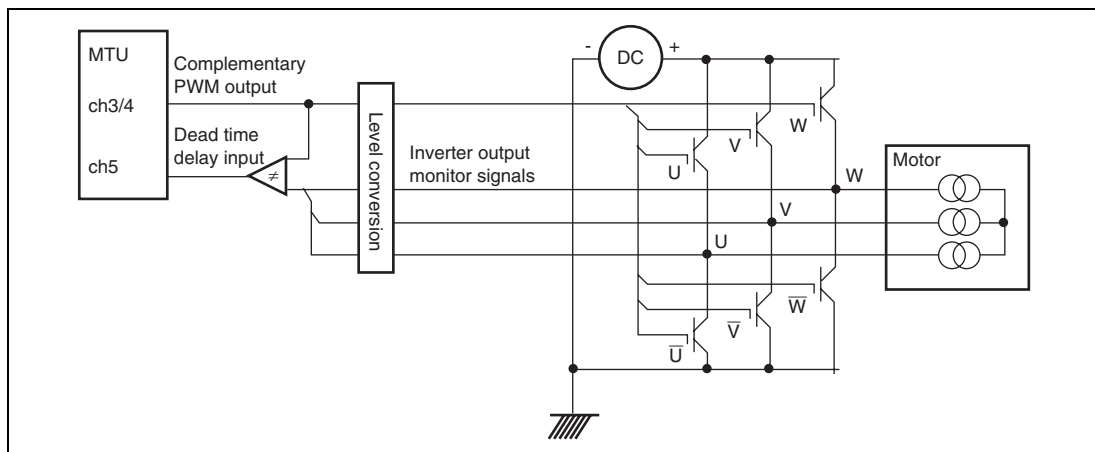 MTU
ch3/4
ch5
Complementary
PWM output
Dead time
delay input
≠
Level conversion
Inverter output
monitor signals
- DC +
W
V
U
W
V
U
W̅
V̅
U̅
Motor